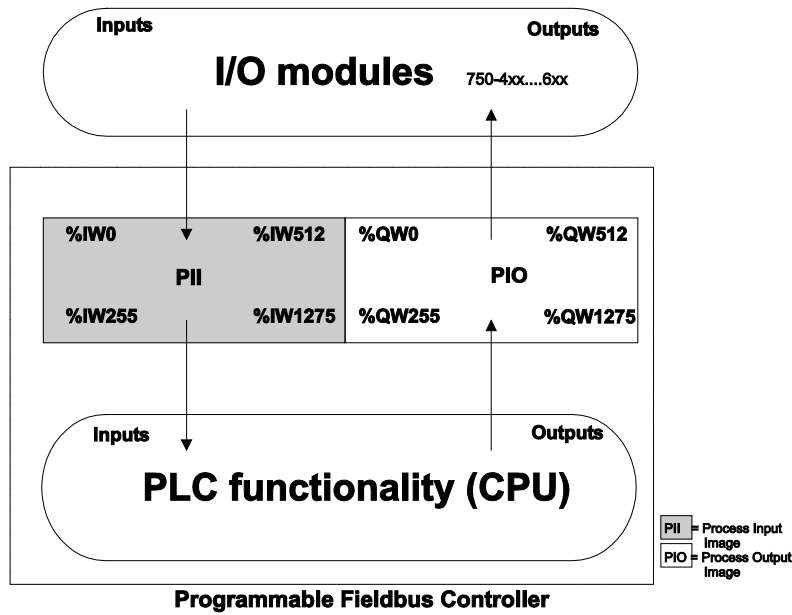 Inputs
Outputs
I/O modules 750-4xx....6xx
%IW0 %IW512 %QW0 %QW512
PII PIO
%IW255 %IW1275 %QW255 %QW1275
Inputs
Outputs
PLC functionality (CPU)
PII = Process Input
Image
PIO = Process Output
Image
Programmable Fieldbus Controller